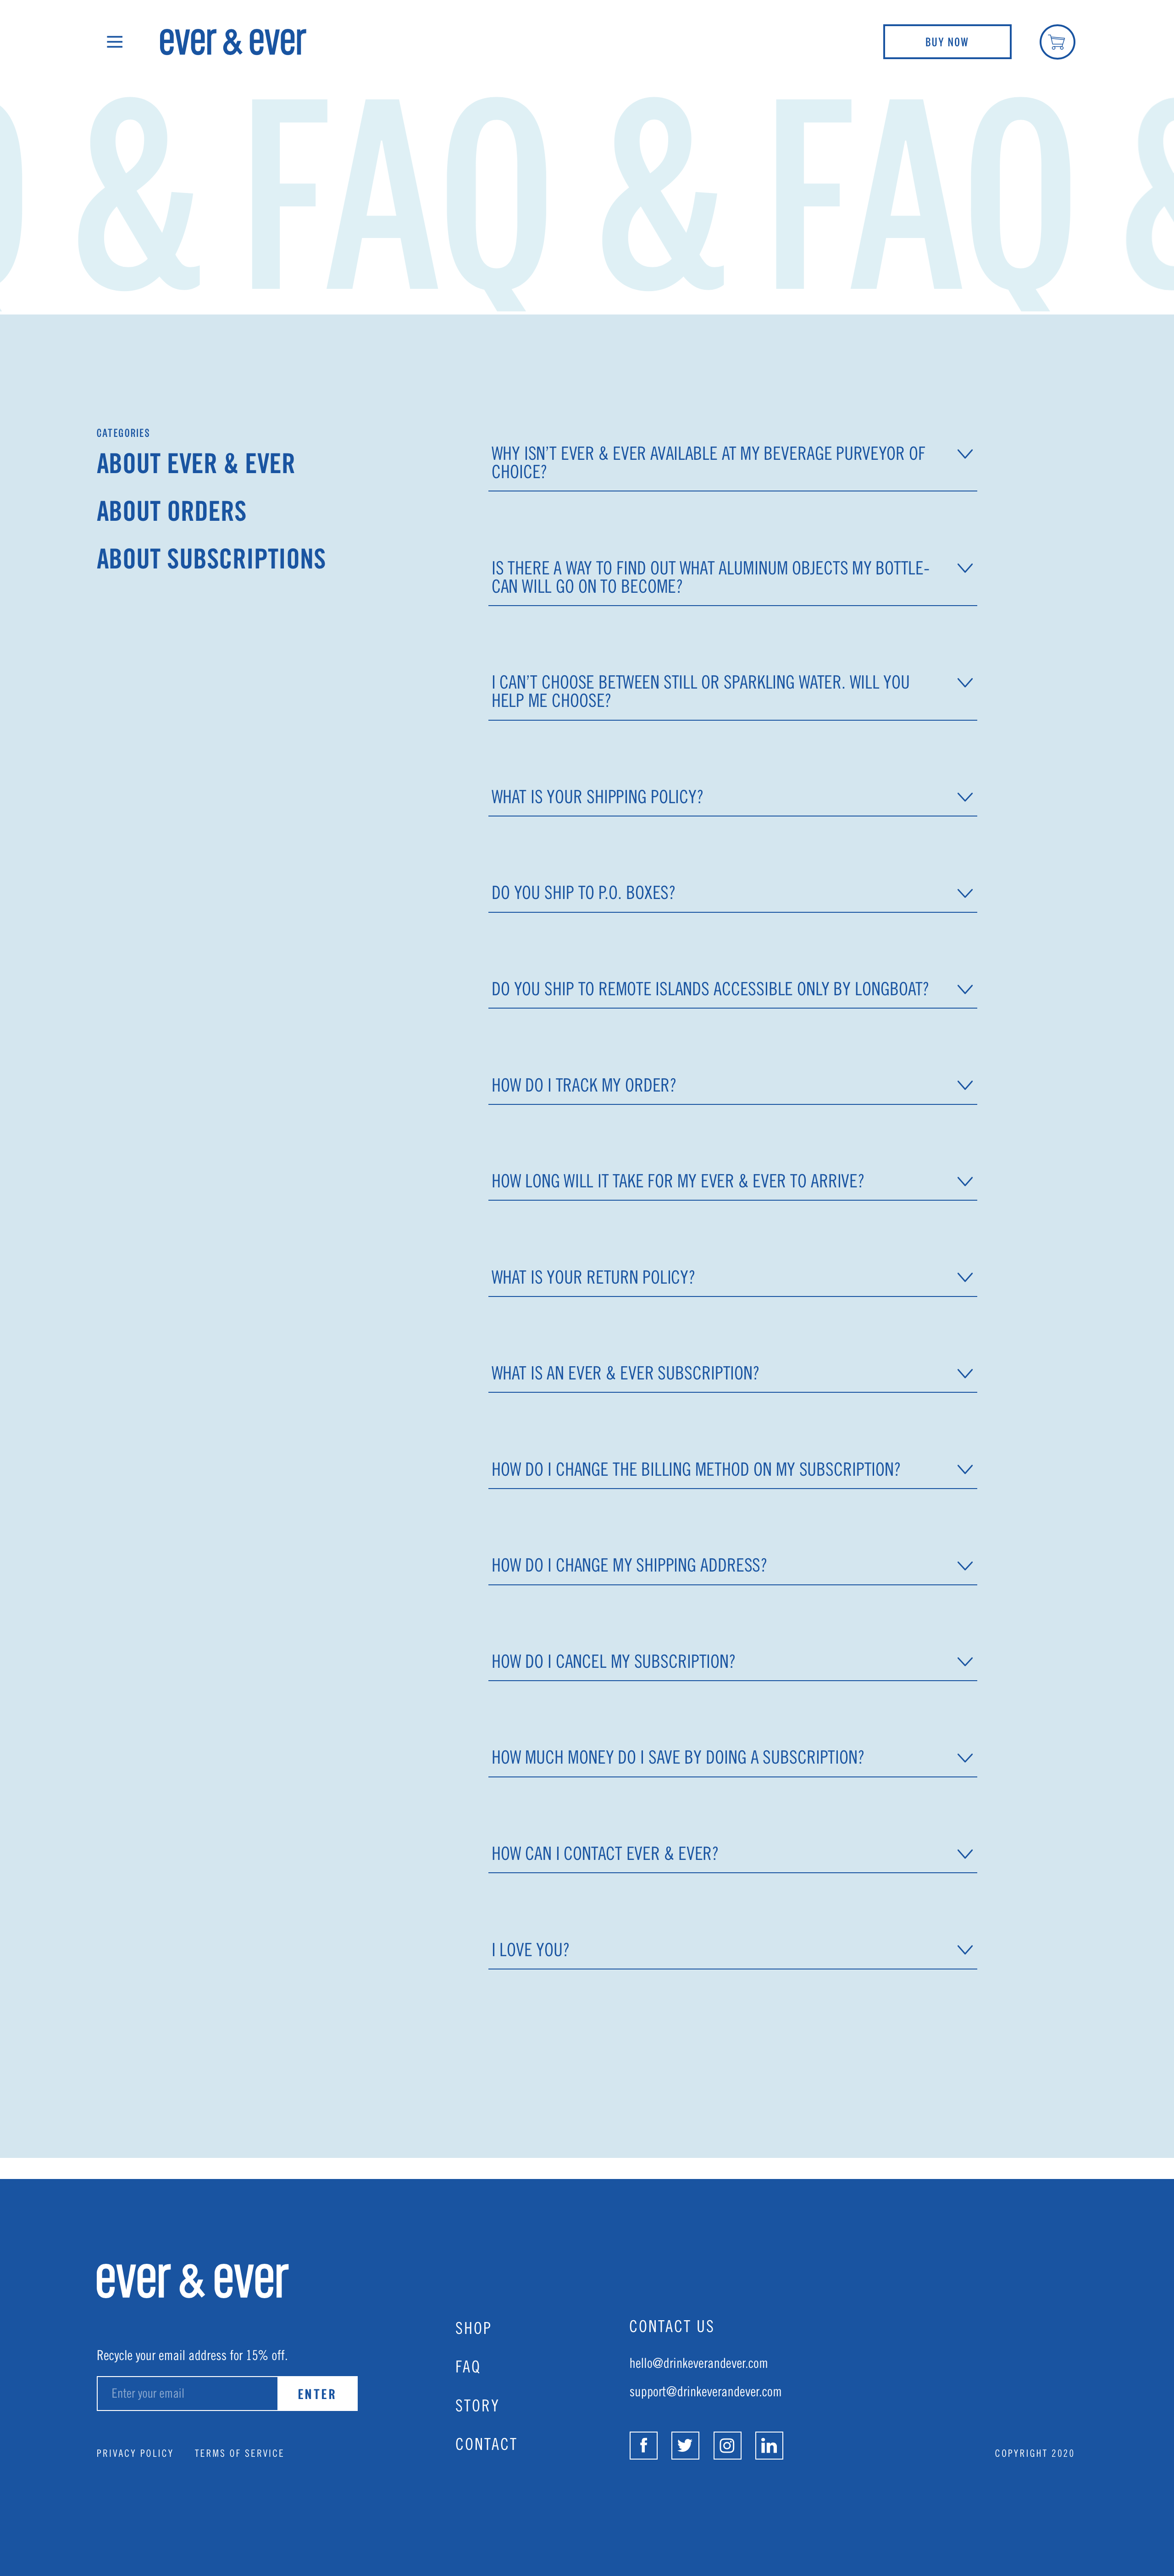 ever & ever
BUY NOW
& FAQ & FAQ &
CATEGORIES
ABOUT EVER & EVER
ABOUT ORDERS
ABOUT SUBSCRIPTIONS
WHY ISN'T EVER & EVER AVAILABLE AT MY BEVERAGE PURVEYOR OF
CHOICE?
IS THERE A WAY TO FIND OUT WHAT ALUMINUM OBJECTS MY BOTTLE-
CAN WILL GO ON TO BECOME?
I CAN'T CHOOSE BETWEEN STILL OR SPARKLING WATER. WILL YOU
HELP ME CHOOSE?
WHAT IS YOUR SHIPPING POLICY?
DO YOU SHIP TO P.O. BOXES?
DO YOU SHIP TO REMOTE ISLANDS ACCESSIBLE ONLY BY LONGBOAT?
HOW DO I TRACK MY ORDER?
HOW LONG WILL IT TAKE FOR MY EVER & EVER TO ARRIVE?
WHAT IS YOUR RETURN POLICY?
WHAT IS AN EVER & EVER SUBSCRIPTION?
HOW DO I CHANGE THE BILLING METHOD ON MY SUBSCRIPTION?
HOW DO I CHANGE MY SHIPPING ADDRESS?
HOW DO I CANCEL MY SUBSCRIPTION?
HOW MUCH MONEY DO I SAVE BY DOING A SUBSCRIPTION?
HOW CAN I CONTACT EVER & EVER?
I LOVE YOU?
ever & ever
Recycle your email address for 15% off.
Enter your email
ENTER
PRIVACY POLICY
TERMS OF SERVICE
SHOP
FAQ
STORY
CONTACT
CONTACT US
hello@drinkeverandever.com
support@drinkeverandever.com
COPYRIGHT 2020